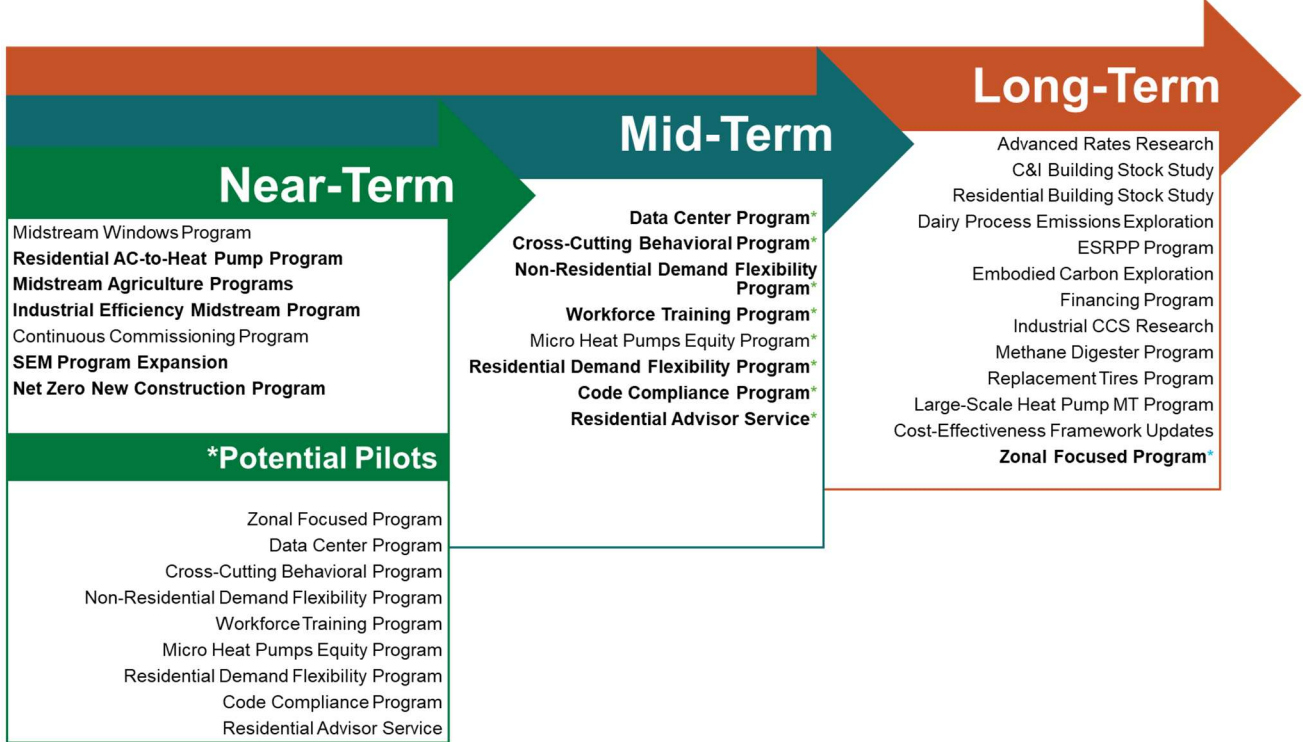 Long-Term
Advanced Rates Research
C&I Building Stock Study
Residential Building Stock Study
Dairy Process Emissions Exploration
ESRPP Program
Embodied Carbon Exploration
Financing Program
Industrial CCS Research
Methane Digester Program
Replacement Tires Program
Large-Scale Heat Pump MT Program
Cost-Effectiveness Framework Updates
Zonal Focused Program*
Mid-Term
Data Center Program*
Cross-Cutting Behavioral Program*
Non-Residential Demand Flexibility
Program*
Workforce Training Program*
Micro Heat Pumps Equity Program*
Residential Demand Flexibility Program*
Code Compliance Program*
Residential Advisor Service*
Near-Term
Midstream Windows Program
Residential AC-to-Heat Pump Program
Midstream Agriculture Programs
Industrial Efficiency Midstream Program
Continuous Commissioning Program
SEM Program Expansion
Net Zero New Construction Program
*Potential Pilots
Zonal Focused Program
Data Center Program
Cross-Cutting Behavioral Program
Non-Residential Demand Flexibility Program
Workforce Training Program
Micro Heat Pumps Equity Program
Residential Demand Flexibility Program
Code Compliance Program
Residential Advisor Service